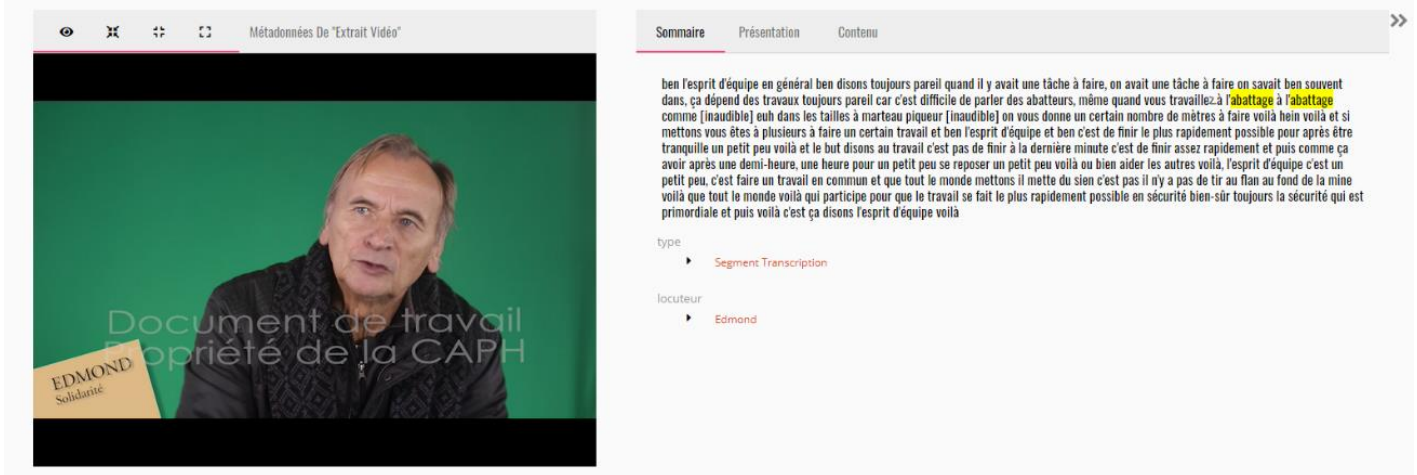 Métadonnées De "Extrait Vidéo"
Document de travail
Propriété de la CAPH
EDMOND
Solidarité
Sommaire Présentation Contenu
ben l'esprit d'équipe en général ben disons toujours pareil quand il y avait une tâche à faire, on avait une tâche à faire on savait ben souvent
dans, ça dépend des travaux toujours pareil car c'est difficile de parler des abatteurs, même quand vous travaillez à l'abattage à l'abattage
comme [inaudible] euh dans les tailles à marteau piqueur [inaudible] on vous donne un certain nombre de mètres à faire voilà hein voilà et si
mettons vous êtes à plusieurs à faire un certain travail et ben l'esprit d'équipe et ben c'est de finir le plus rapidement possible pour après être
tranquille un petit peu voilà et le but disons au travail c'est pas de finir à la dernière minute c'est de finir assez rapidement et puis comme ça
avoir après une demi-heure, une heure pour un petit peu se reposer un petit peu voilà ou bien aider les autres voilà, l'esprit d'équipe c'est un
petit peu, c'est faire un travail en commun et que tout le monde mettons il mette du sien c'est pas il n'y a pas de tir au flan au fond de la mine
voilà que tout le monde voilà qui participe pour que le travail se fait le plus rapidement possible en sécurité bien-sûr toujours la sécurité qui est
primordiale et puis voilà c'est ça disons l'esprit d'équipe voilà
type
Segment Transcription
locuteur
Edmond